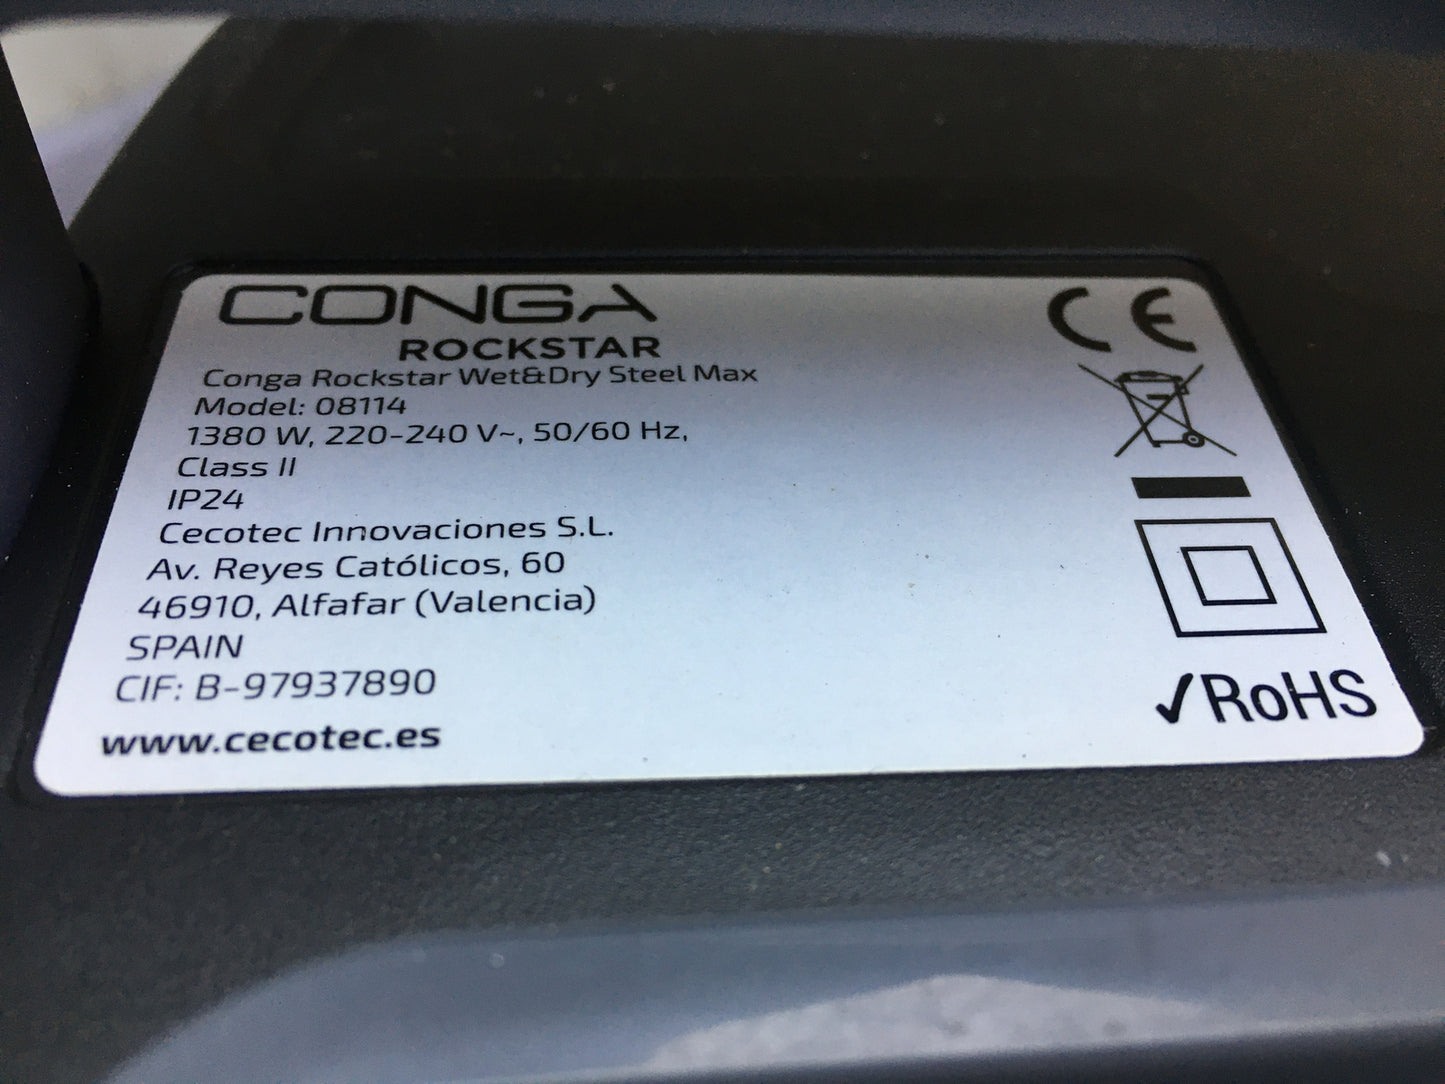 CONGA
ROCKSTAR
Conga Rockstar Wet&Dry Steel Max
Model: 08114
1380 W, 220-240 V~, 50/60 Hz,
Class II
IP24
Cecotec Innovaciones S.L.
Av. Reyes Católicos, 60
46910, Alfafar (Valencia)
SPAIN
CIF: B-97937890
www.cecotec.es
CE
✓RoHS